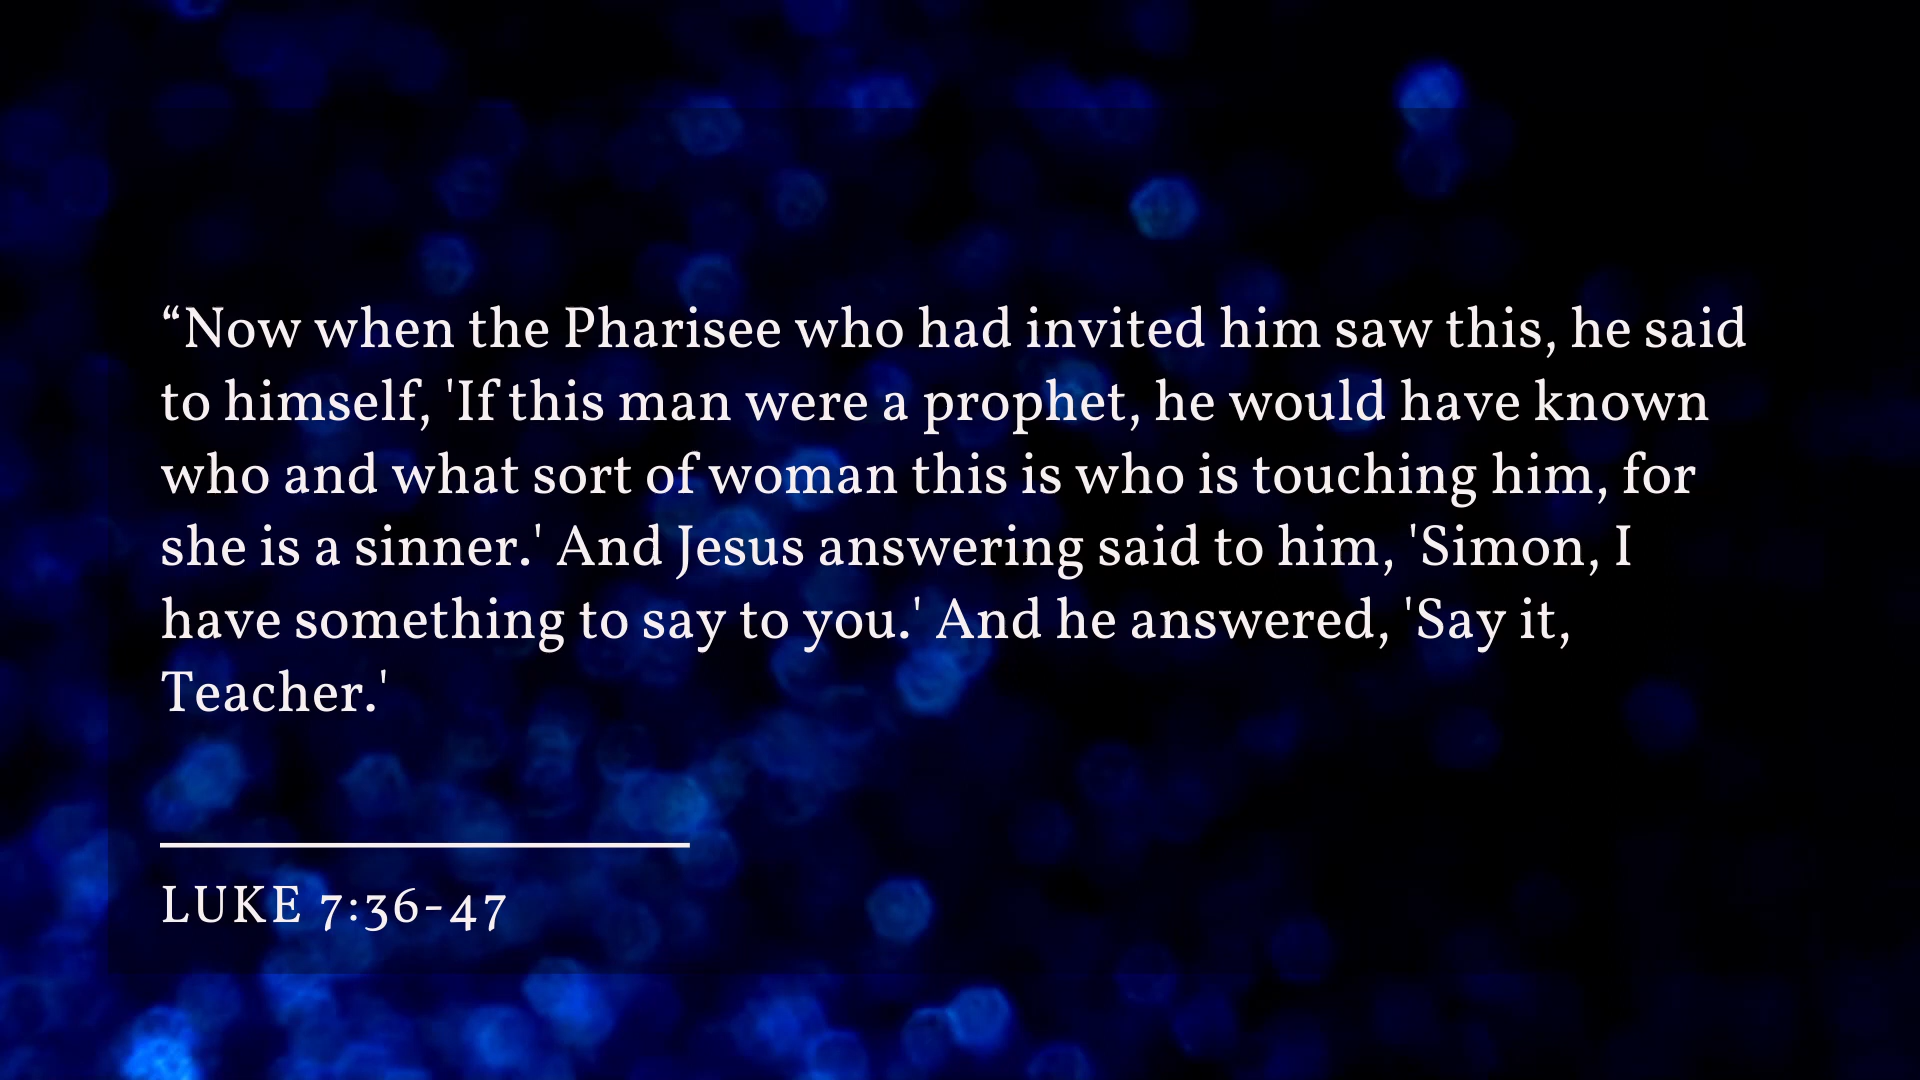 “Now when the Pharisee who had invited him saw this, he said
to himself, 'If this man were a prophet, he would have known
who and what sort of woman this is who is touching him, for
she is a sinner.' And Jesus answering said to him, 'Simon, I
have something to say to you.' And he answered, 'Say it,
Teacher.'
LUKE 7:36-47